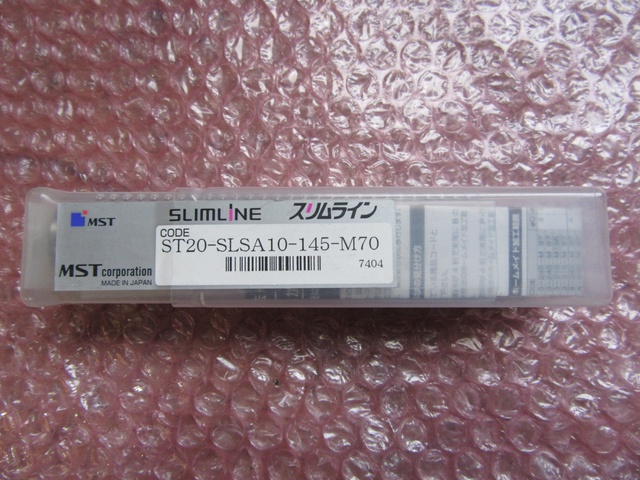 MST
SLIMLINE スリムライン
CODE
ST20-SLSA10-145-M70
7404
MST corporation
MADE IN JAPAN